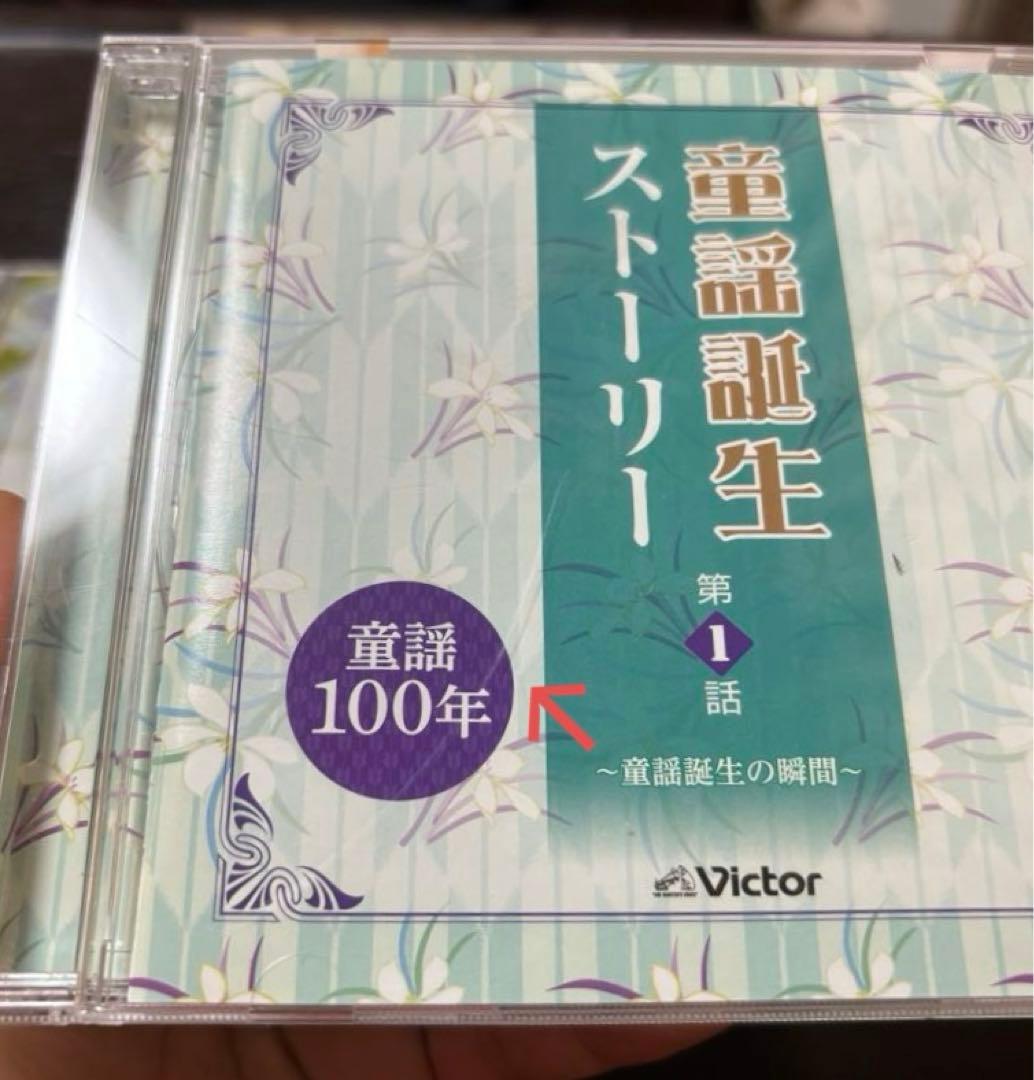 童謡誕生
ストーリー
第1話
~童謡誕生の瞬間~
童謡
100年
Victor